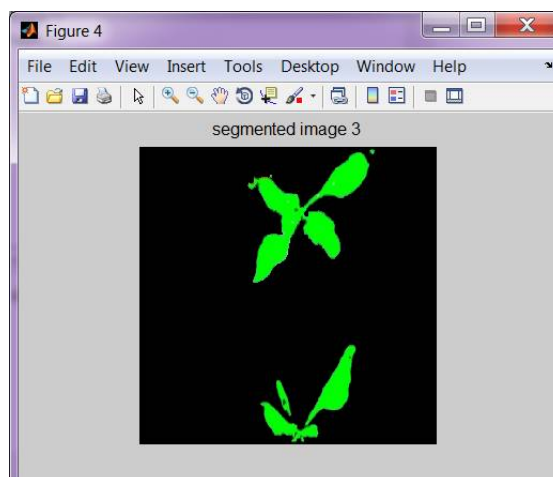 Figure 4
File Edit View Insert Tools Desktop Window Help
segmented image 3